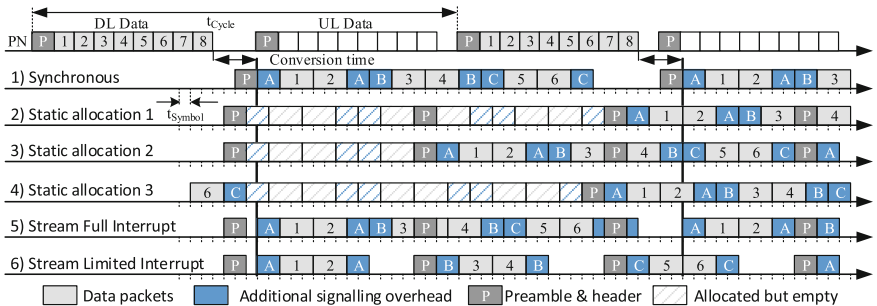 DL Data tCycle UL Data
PN P 1 2 3 4 5 6 7 8 P P 1 2 3 4 5 6 7 8 P
Conversion time
1) Synchronous P A 1 2 A B 3 4 B C 5 6 C P A 1 2 A B 3
tSymbol
2) Static allocation 1 P P P A 1 2 A B 3 P 4
3) Static allocation 2 P P A 1 2 A B 3 P 4 B C 5 6 C P A
4) Static allocation 3 6 C P A 1 2 A B 3 4 B C
5) Stream Full Interrupt P A 1 2 A B 3 P 4 B C 5 6 P A 1 2 A P B
6) Stream Limited Interrupt P A 1 2 A P B 3 4 B P C 5 6 C P A
Data packets Additional signalling overhead P Preamble & header Allocated but empty